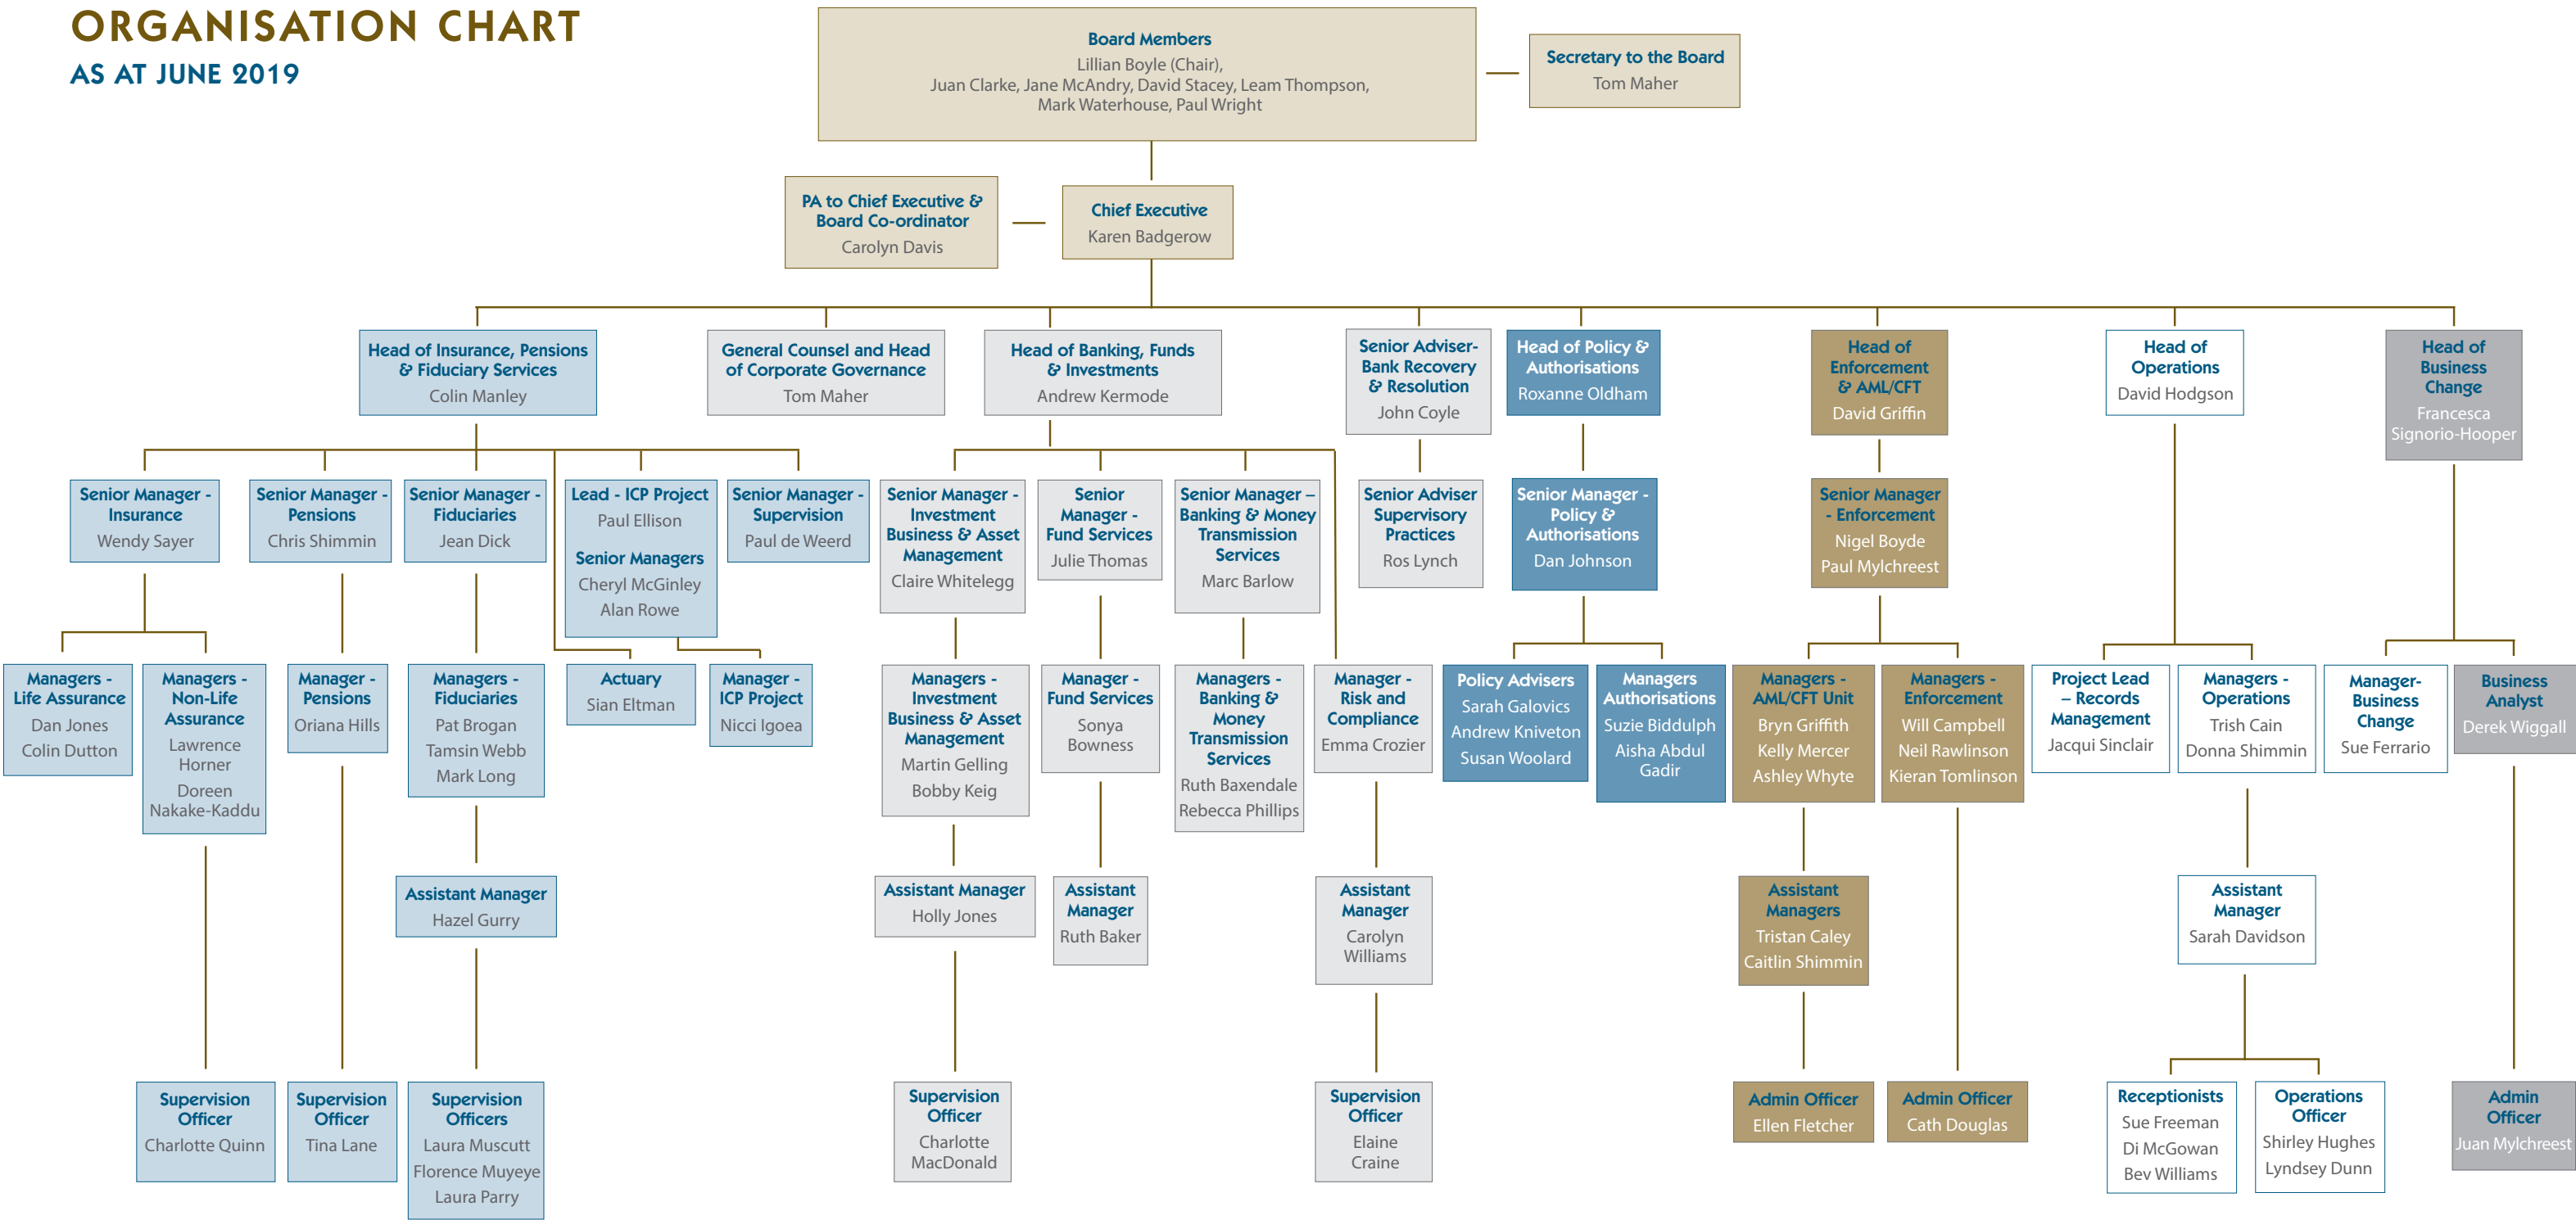 ORGANISATION CHART
AS AT JUNE 2019
Board Members
Lillian Boyle (Chair),
Juan Clarke, Jane McAndry, David Stacey, Leam Thompson,
Mark Waterhouse, Paul Wright
Secretary to the Board
Tom Maher
PA to Chief Executive &
Board Co-ordinator
Carolyn Davis
Chief Executive
Karen Badgerow
Head of Insurance, Pensions
& Fiduciary Services
Colin Manley
General Counsel and Head
of Corporate Governance
Tom Maher
Head of Banking, Funds
& Investments
Andrew Kermode
Senior Adviser-
Bank Recovery
& Resolution
John Coyle
Head of Policy &
Authorisations
Roxanne Oldham
Head of
Enforcement
& AML/CFT
David Griffin
Head of
Operations
David Hodgson
Head of
Business
Change
Francesca
Signorio-Hooper
Senior Manager -
Insurance
Wendy Sayer
Senior Manager -
Pensions
Chris Shimmin
Senior Manager -
Fiduciaries
Jean Dick
Lead - ICP Project
Paul Ellison
Senior Managers
Cheryl McGinley
Alan Rowe
Senior Manager -
Supervision
Paul de Weerd
Senior Manager -
Investment
Business & Asset
Management
Claire Whitelegg
Senior
Manager -
Fund Services
Julie Thomas
Senior Manager –
Banking & Money
Transmission
Services
Marc Barlow
Senior Adviser
Supervisory
Practices
Ros Lynch
Senior Manager -
Policy &
Authorisations
Dan Johnson
Senior Manager
- Enforcement
Nigel Boyde
Paul Mylchreest
Managers -
Life Assurance
Dan Jones
Colin Dutton
Managers -
Non-Life
Assurance
Lawrence
Horner
Doreen
Nakake-Kaddu
Manager -
Pensions
Oriana Hills
Managers -
Fiduciaries
Pat Brogan
Tamsin Webb
Mark Long
Actuary
Sian Eltman
Manager -
ICP Project
Nicci Igoea
Managers -
Investment
Business & Asset
Management
Martin Gelling
Bobby Keig
Manager -
Fund Services
Sonya
Bowness
Managers -
Banking &
Money
Transmission
Services
Ruth Baxendale
Rebecca Phillips
Manager -
Risk and
Compliance
Emma Crozier
Policy Advisers
Sarah Galovics
Andrew Kniveton
Susan Woolard
Managers
Authorisations
Suzie Biddulph
Aisha Abdul
Gadir
Managers -
AML/CFT Unit
Bryn Griffith
Kelly Mercer
Ashley Whyte
Managers -
Enforcement
Will Campbell
Neil Rawlinson
Kieran Tomlinson
Project Lead
– Records
Management
Jacqui Sinclair
Managers -
Operations
Trish Cain
Donna Shimmin
Manager-
Business
Change
Sue Ferrario
Business
Analyst
Derek Wiggall
Assistant Manager
Hazel Gurry
Assistant Manager
Holly Jones
Assistant
Manager
Ruth Baker
Assistant
Manager
Carolyn
Williams
Assistant
Managers
Tristan Caley
Caitlin Shimmin
Assistant
Manager
Sarah Davidson
Supervision
Officer
Charlotte Quinn
Supervision
Officer
Tina Lane
Supervision
Officers
Laura Muscutt
Florence Muyeye
Laura Parry
Supervision
Officer
Charlotte
MacDonald
Supervision
Officer
Elaine
Craine
Admin Officer
Ellen Fletcher
Admin Officer
Cath Douglas
Receptionists
Sue Freeman
Di McGowan
Bev Williams
Operations
Officer
Shirley Hughes
Lyndsey Dunn
Admin
Officer
Juan Mylchreest